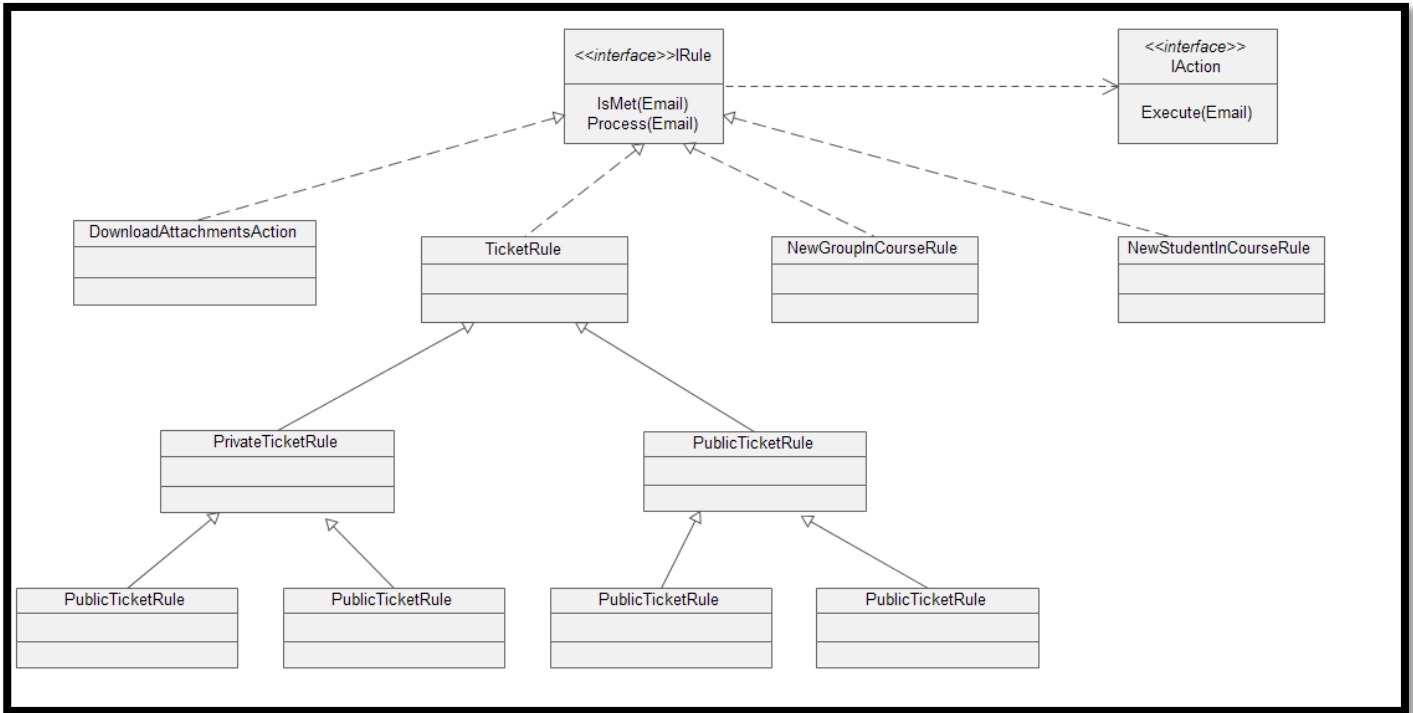 <<interface>>IRule
IsMet(Email)
Process(Email)
<<interface>>
IAction
Execute(Email)
DownloadAttachmentsAction
TicketRule
NewGroupInCourseRule
NewStudentInCourseRule
PrivateTicketRule
PublicTicketRule
PublicTicketRule
PublicTicketRule
PublicTicketRule
PublicTicketRule